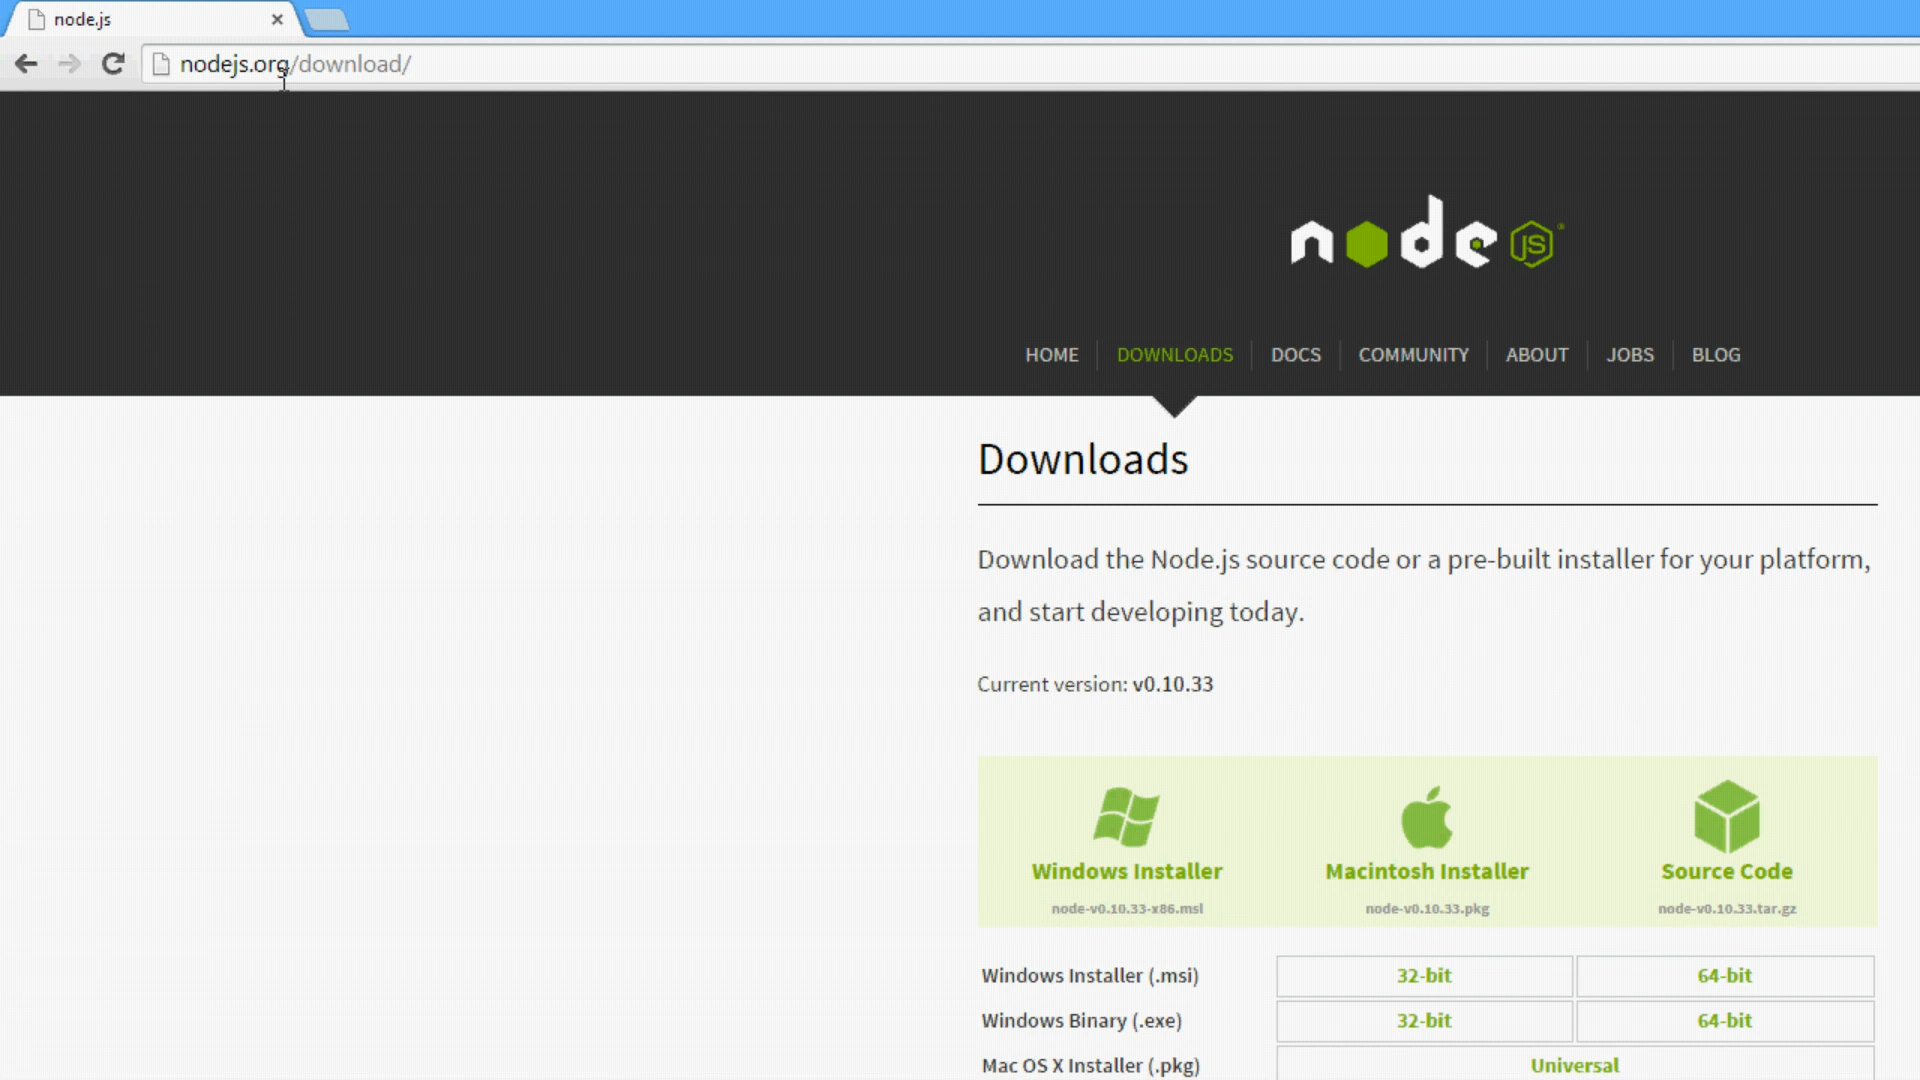 node.js
nodejs.org/download/
node JS
HOME DOWNLOADS DOCS COMMUNITY ABOUT JOBS BLOG
Downloads
Download the Node.js source code or a pre-built installer for your platform,
and start developing today.
Current version: v0.10.33
Windows Installer Macintosh Installer Source Code
node-v0.10.33-x86.msi node-v0.10.33.pkg node-v0.10.33.tar.gz
Windows Installer (.msi) 32-bit 64-bit
Windows Binary (.exe) 32-bit 64-bit
Mac OS X Installer (.pkg) Universal